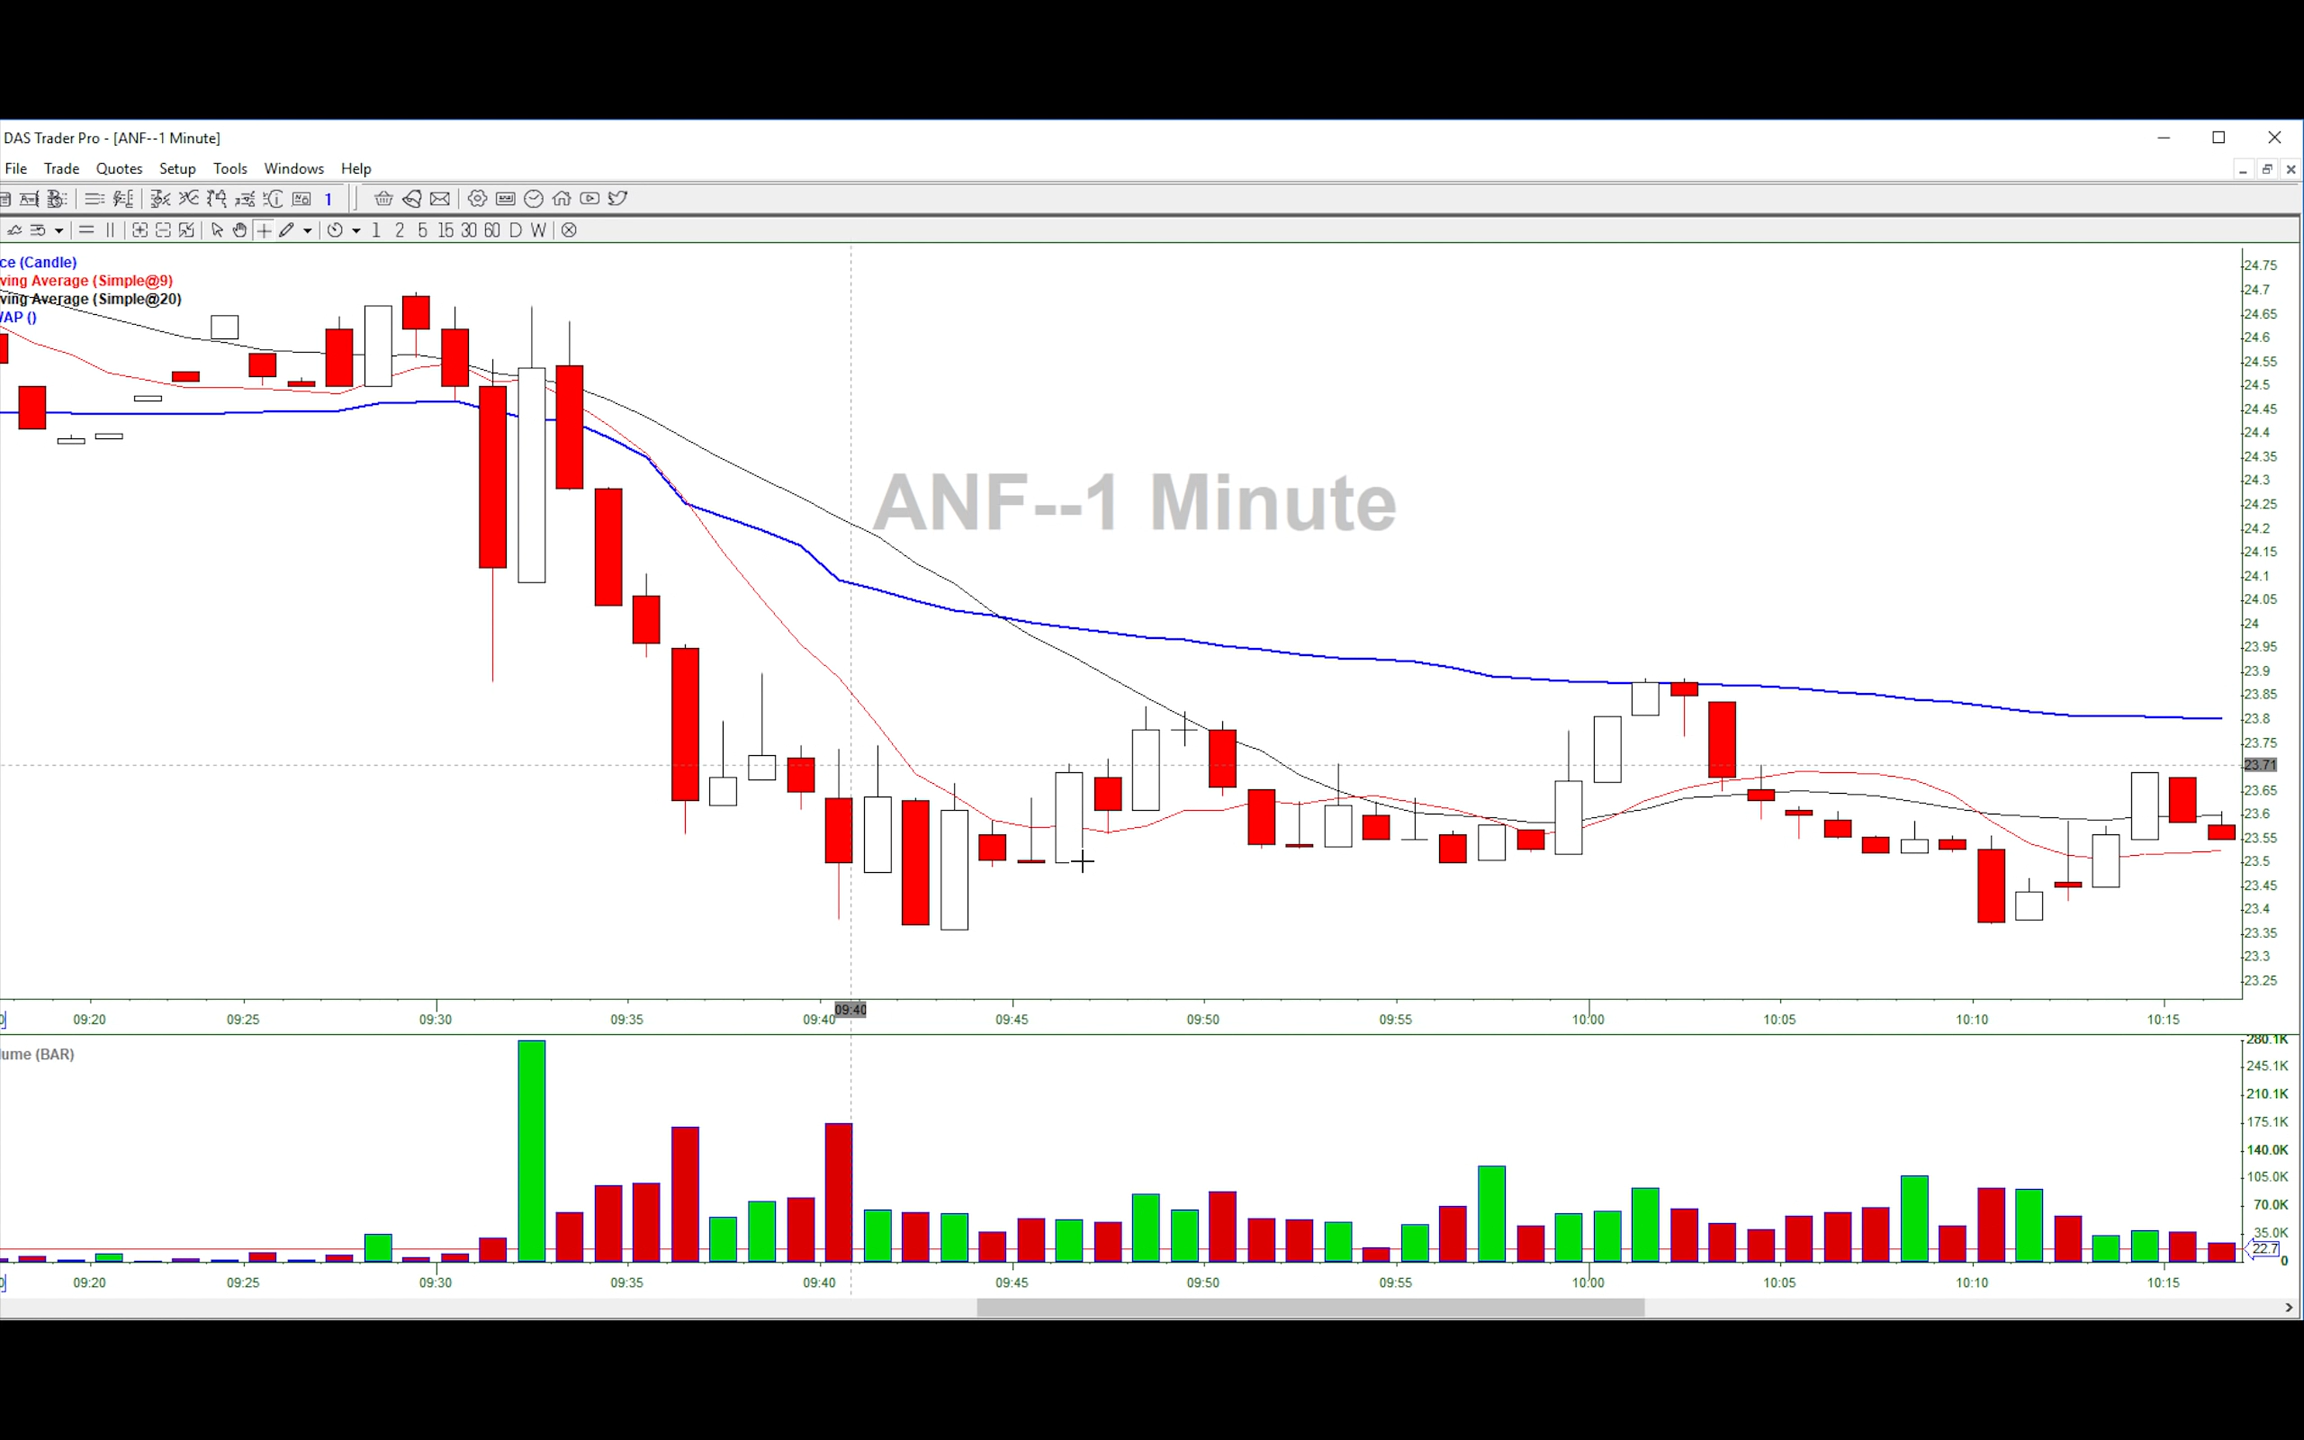 DAS Trader Pro - [ANF--1 Minute]
File Trade Quotes Setup Tools Windows Help
1
1 2 5 15 30 60 D W
ce (Candle)
ving Average (Simple@9)
ving Average (Simple@20)
/AP ()
ANF--1 Minute
24.75
24.7
24.65
24.6
24.55
24.5
24.45
24.4
24.35
24.3
24.25
24.2
24.15
24.1
24.05
24
23.95
23.9
23.85
23.8
23.75
23.71
23.65
23.6
23.55
23.5
23.45
23.4
23.35
23.3
23.25
09:40
09:20 09:25 09:30 09:35 09:40 09:45 09:50 09:55 10:00 10:05 10:10 10:15
lume (BAR)
280.1K
245.1K
210.1K
175.1K
140.0K
105.0K
70.0K
35.0K
22.7
0
09:20 09:25 09:30 09:35 09:40 09:45 09:50 09:55 10:00 10:05 10:10 10:15